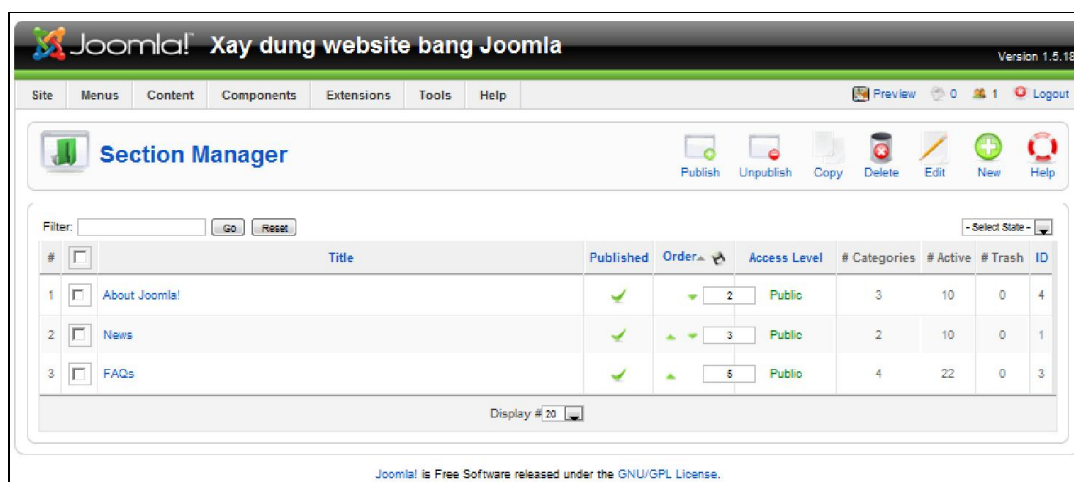 Joomla! Xay dung website bang Joomla
Version 1.5.18
Site Menus Content Components Extensions Tools Help Preview 0 1 Logout
Section Manager
Publish Unpublish Copy Delete Edit New Help
Filter: Go Reset - Select State -
# Title Published Order Access Level # Categories # Active # Trash ID
1 About Joomla! 2 Public 3 10 0 4
2 News 3 Public 2 10 0 1
3 FAQs 5 Public 4 22 0 3
Display # 20
Joomla! is Free Software released under the GNU/GPL License.